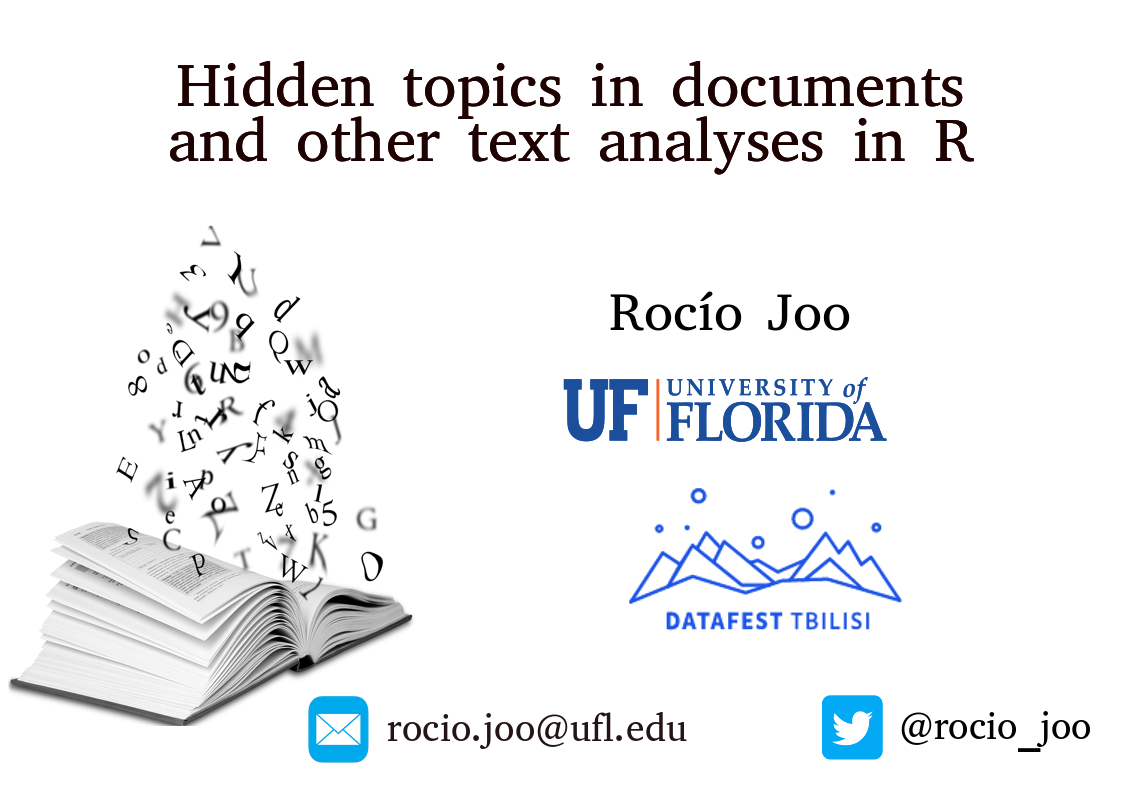 Hidden topics in documents
and other text analyses in R
Rocío Joo
UF | UNIVERSITY of
FLORIDA
DATAFEST TBILISI
rocio.joo@ufl.edu
@rocio_joo